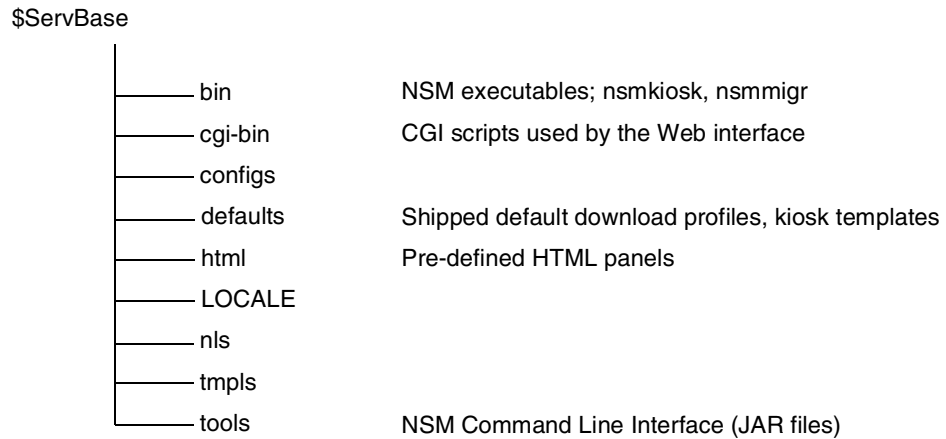 $ServBase
bin NSM executables; nsmkiosk, nsmmigr
cgi-bin CGI scripts used by the Web interface
configs
defaults Shipped default download profiles, kiosk templates
html Pre-defined HTML panels
LOCALE
nls
tmpls
tools NSM Command Line Interface (JAR files)